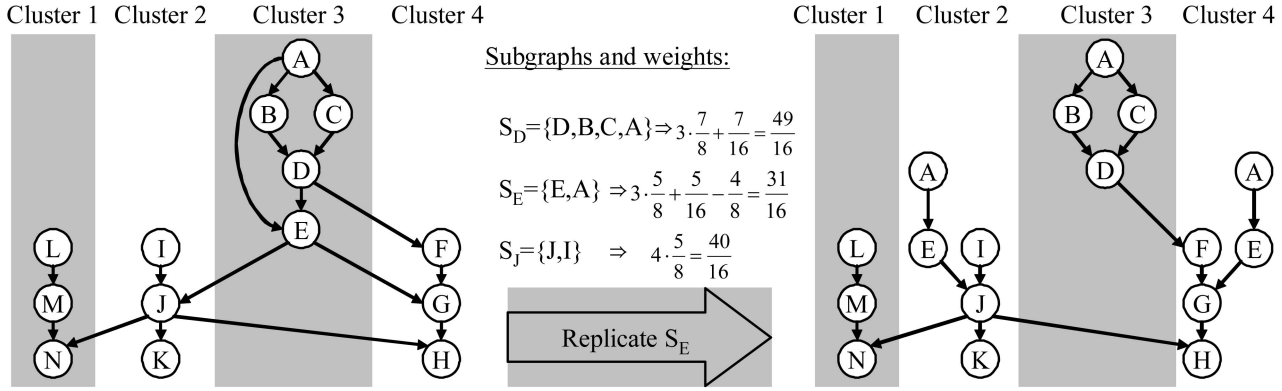 Cluster 1 Cluster 2 Cluster 3 Cluster 4
A
B C
D
E
L I F
M J G
N K H
Subgraphs and weights:
S_D={D,B,C,A}⇒3·7/8+7/16=49/16
S_E={E,A} ⇒3·5/8+5/16−4/8=31/16
S_J={J,I} ⇒ 4·5/8=40/16
Replicate S_E
Cluster 1 Cluster 2 Cluster 3 Cluster 4
A
B C
A D A
L E I F E
M J G
N K H